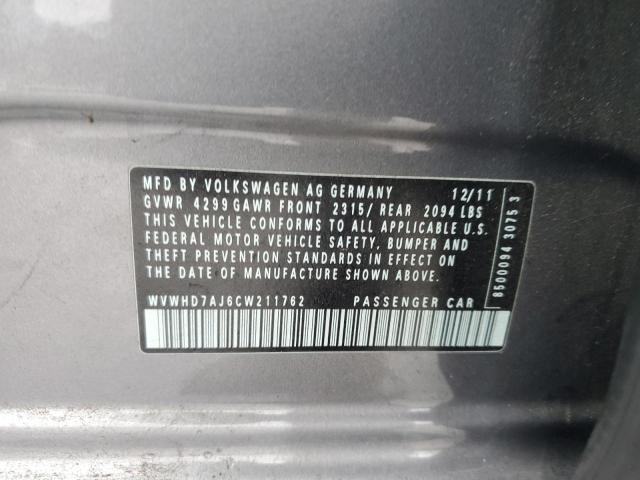 MFD BY VOLKSWAGEN AG GERMANY 12/11
GVWR 4299 GAWR FRONT 2315/ REAR 2094 LBS
THIS VEHICLE CONFORMS TO ALL APPLICABLE U.S.
FEDERAL MOTOR VEHICLE SAFETY, BUMPER AND
THEFT PREVENTION STANDARDS IN EFFECT ON
THE DATE OF MANUFACTURE SHOWN ABOVE
WVWHD7AJ6CW211762 PASSENGER CAR
8500094 3075 3